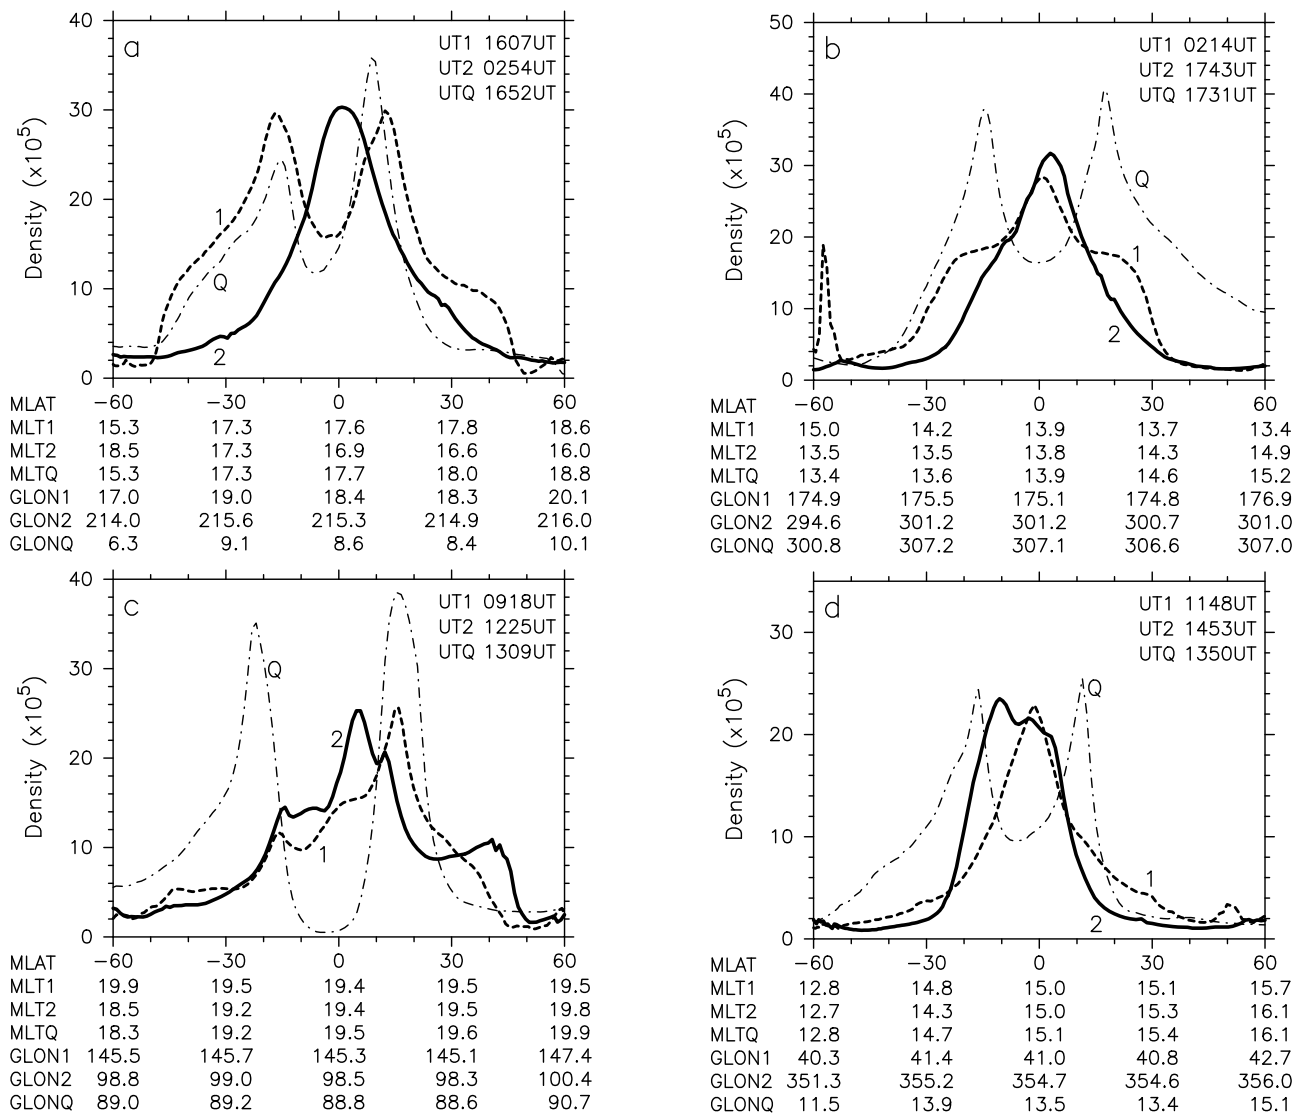 a
UT1 1607UT
UT2 0254UT
UTQ 1652UT
Density (x10⁵)
40
30
20
10
0
1
Q
2
MLAT −60 −30 0 30 60
MLT1 15.3 17.3 17.6 17.8 18.6
MLT2 18.5 17.3 16.9 16.6 16.0
MLTQ 15.3 17.3 17.7 18.0 18.8
GLON1 17.0 19.0 18.4 18.3 20.1
GLON2 214.0 215.6 215.3 214.9 216.0
GLONQ 6.3 9.1 8.6 8.4 10.1
b
UT1 0214UT
UT2 1743UT
UTQ 1731UT
Density (x10⁵)
50
40
30
20
10
0
Q
1
2
MLAT −60 −30 0 30 60
MLT1 15.0 14.2 13.9 13.7 13.4
MLT2 13.5 13.5 13.8 14.3 14.9
MLTQ 13.4 13.6 13.9 14.6 15.2
GLON1 174.9 175.5 175.1 174.8 176.9
GLON2 294.6 301.2 301.2 300.7 301.0
GLONQ 300.8 307.2 307.1 306.6 307.0
c
UT1 0918UT
UT2 1225UT
UTQ 1309UT
Density (x10⁵)
40
30
20
10
0
Q
2
1
MLAT −60 −30 0 30 60
MLT1 19.9 19.5 19.4 19.5 19.5
MLT2 18.5 19.2 19.4 19.5 19.8
MLTQ 18.3 19.2 19.5 19.6 19.9
GLON1 145.5 145.7 145.3 145.1 147.4
GLON2 98.8 99.0 98.5 98.3 100.4
GLONQ 89.0 89.2 88.8 88.6 90.7
d
UT1 1148UT
UT2 1453UT
UTQ 1350UT
Density (x10⁵)
30
20
10
0
Q
1
2
MLAT −60 −30 0 30 60
MLT1 12.8 14.8 15.0 15.1 15.7
MLT2 12.7 14.3 15.0 15.3 16.1
MLTQ 12.8 14.7 15.1 15.4 16.1
GLON1 40.3 41.4 41.0 40.8 42.7
GLON2 351.3 355.2 354.7 354.6 356.0
GLONQ 11.5 13.9 13.5 13.4 15.1